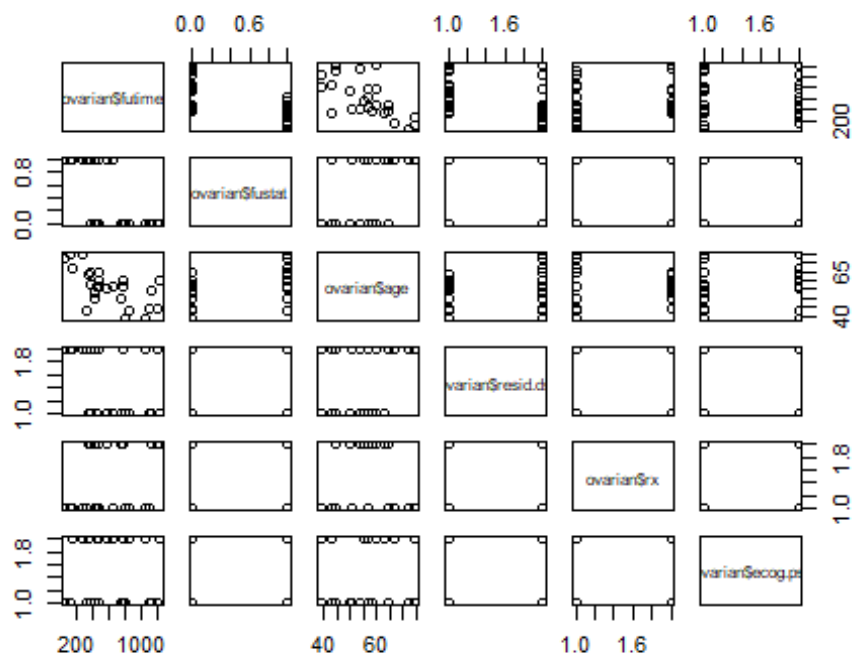 0.0 0.6 1.0 1.6 1.0 1.6
ovarian$futime
200
0.0 0.8
ovarian$fustat
ovarian$age
40 65
1.0 1.8
varian$resid.ds
ovarian$rx
1.0 1.8
1.0 1.8
varian$ecog.ps
200 1000 40 60 1.0 1.6